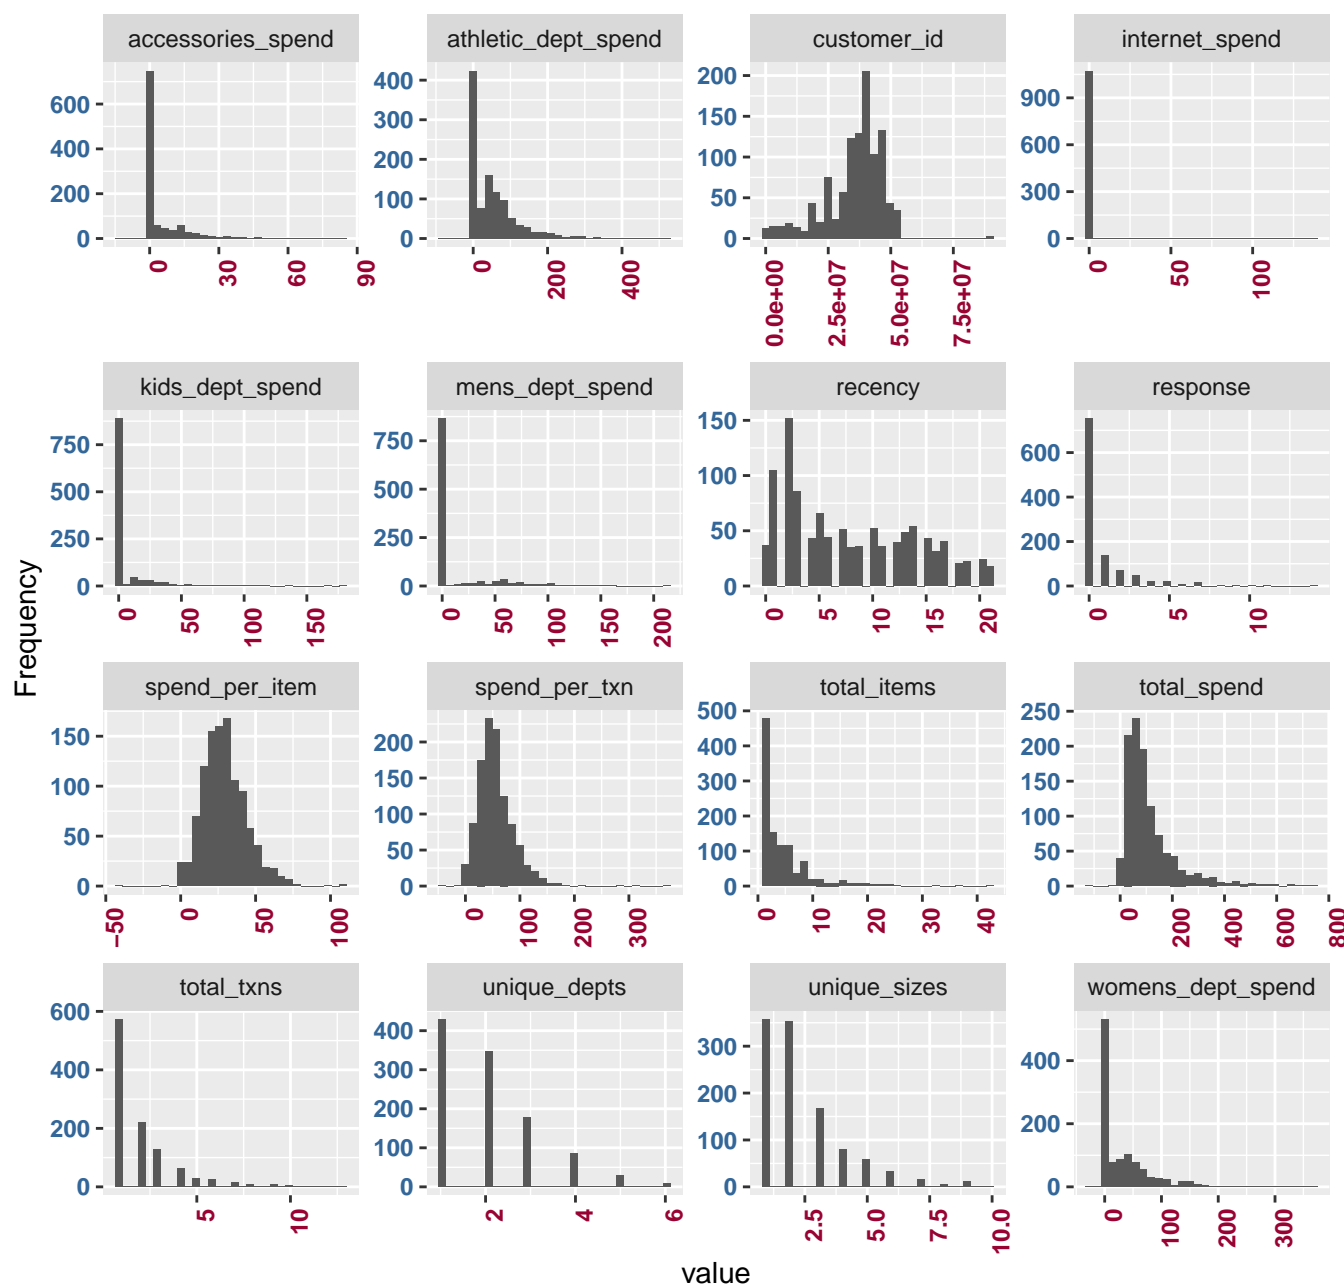 accessories_spend athletic_dept_spend customer_id internet_spend
600 400 200 900
400 300 150 600
200 200 100 300
0 100 50 0
0 0
0 30 60 90 0 200 400 0.0e+00 2.5e+07 5.0e+07 7.5e+07 0 50 100
kids_dept_spend mens_dept_spend recency response
750 750 150 600
500 500 100 400
250 250 50 200
0 0 0 0
0 50 100 150 0 50 100 150 200 0 5 10 15 20 0 5 10
Frequency
spend_per_item spend_per_txn total_items total_spend
150 200 500 250
100 150 400 200
50 100 300 150
0 50 200 100
0 100 50
0 0
−50 0 50 100 0 100 200 300 0 10 20 30 40 0 200 400 600 800
total_txns unique_depts unique_sizes womens_dept_spend
600 400 300 400
400 300 200 200
200 200 100 0
0 100 0
0
5 10 2 4 6 2.5 5.0 7.5 10.0 0 100 200 300
value